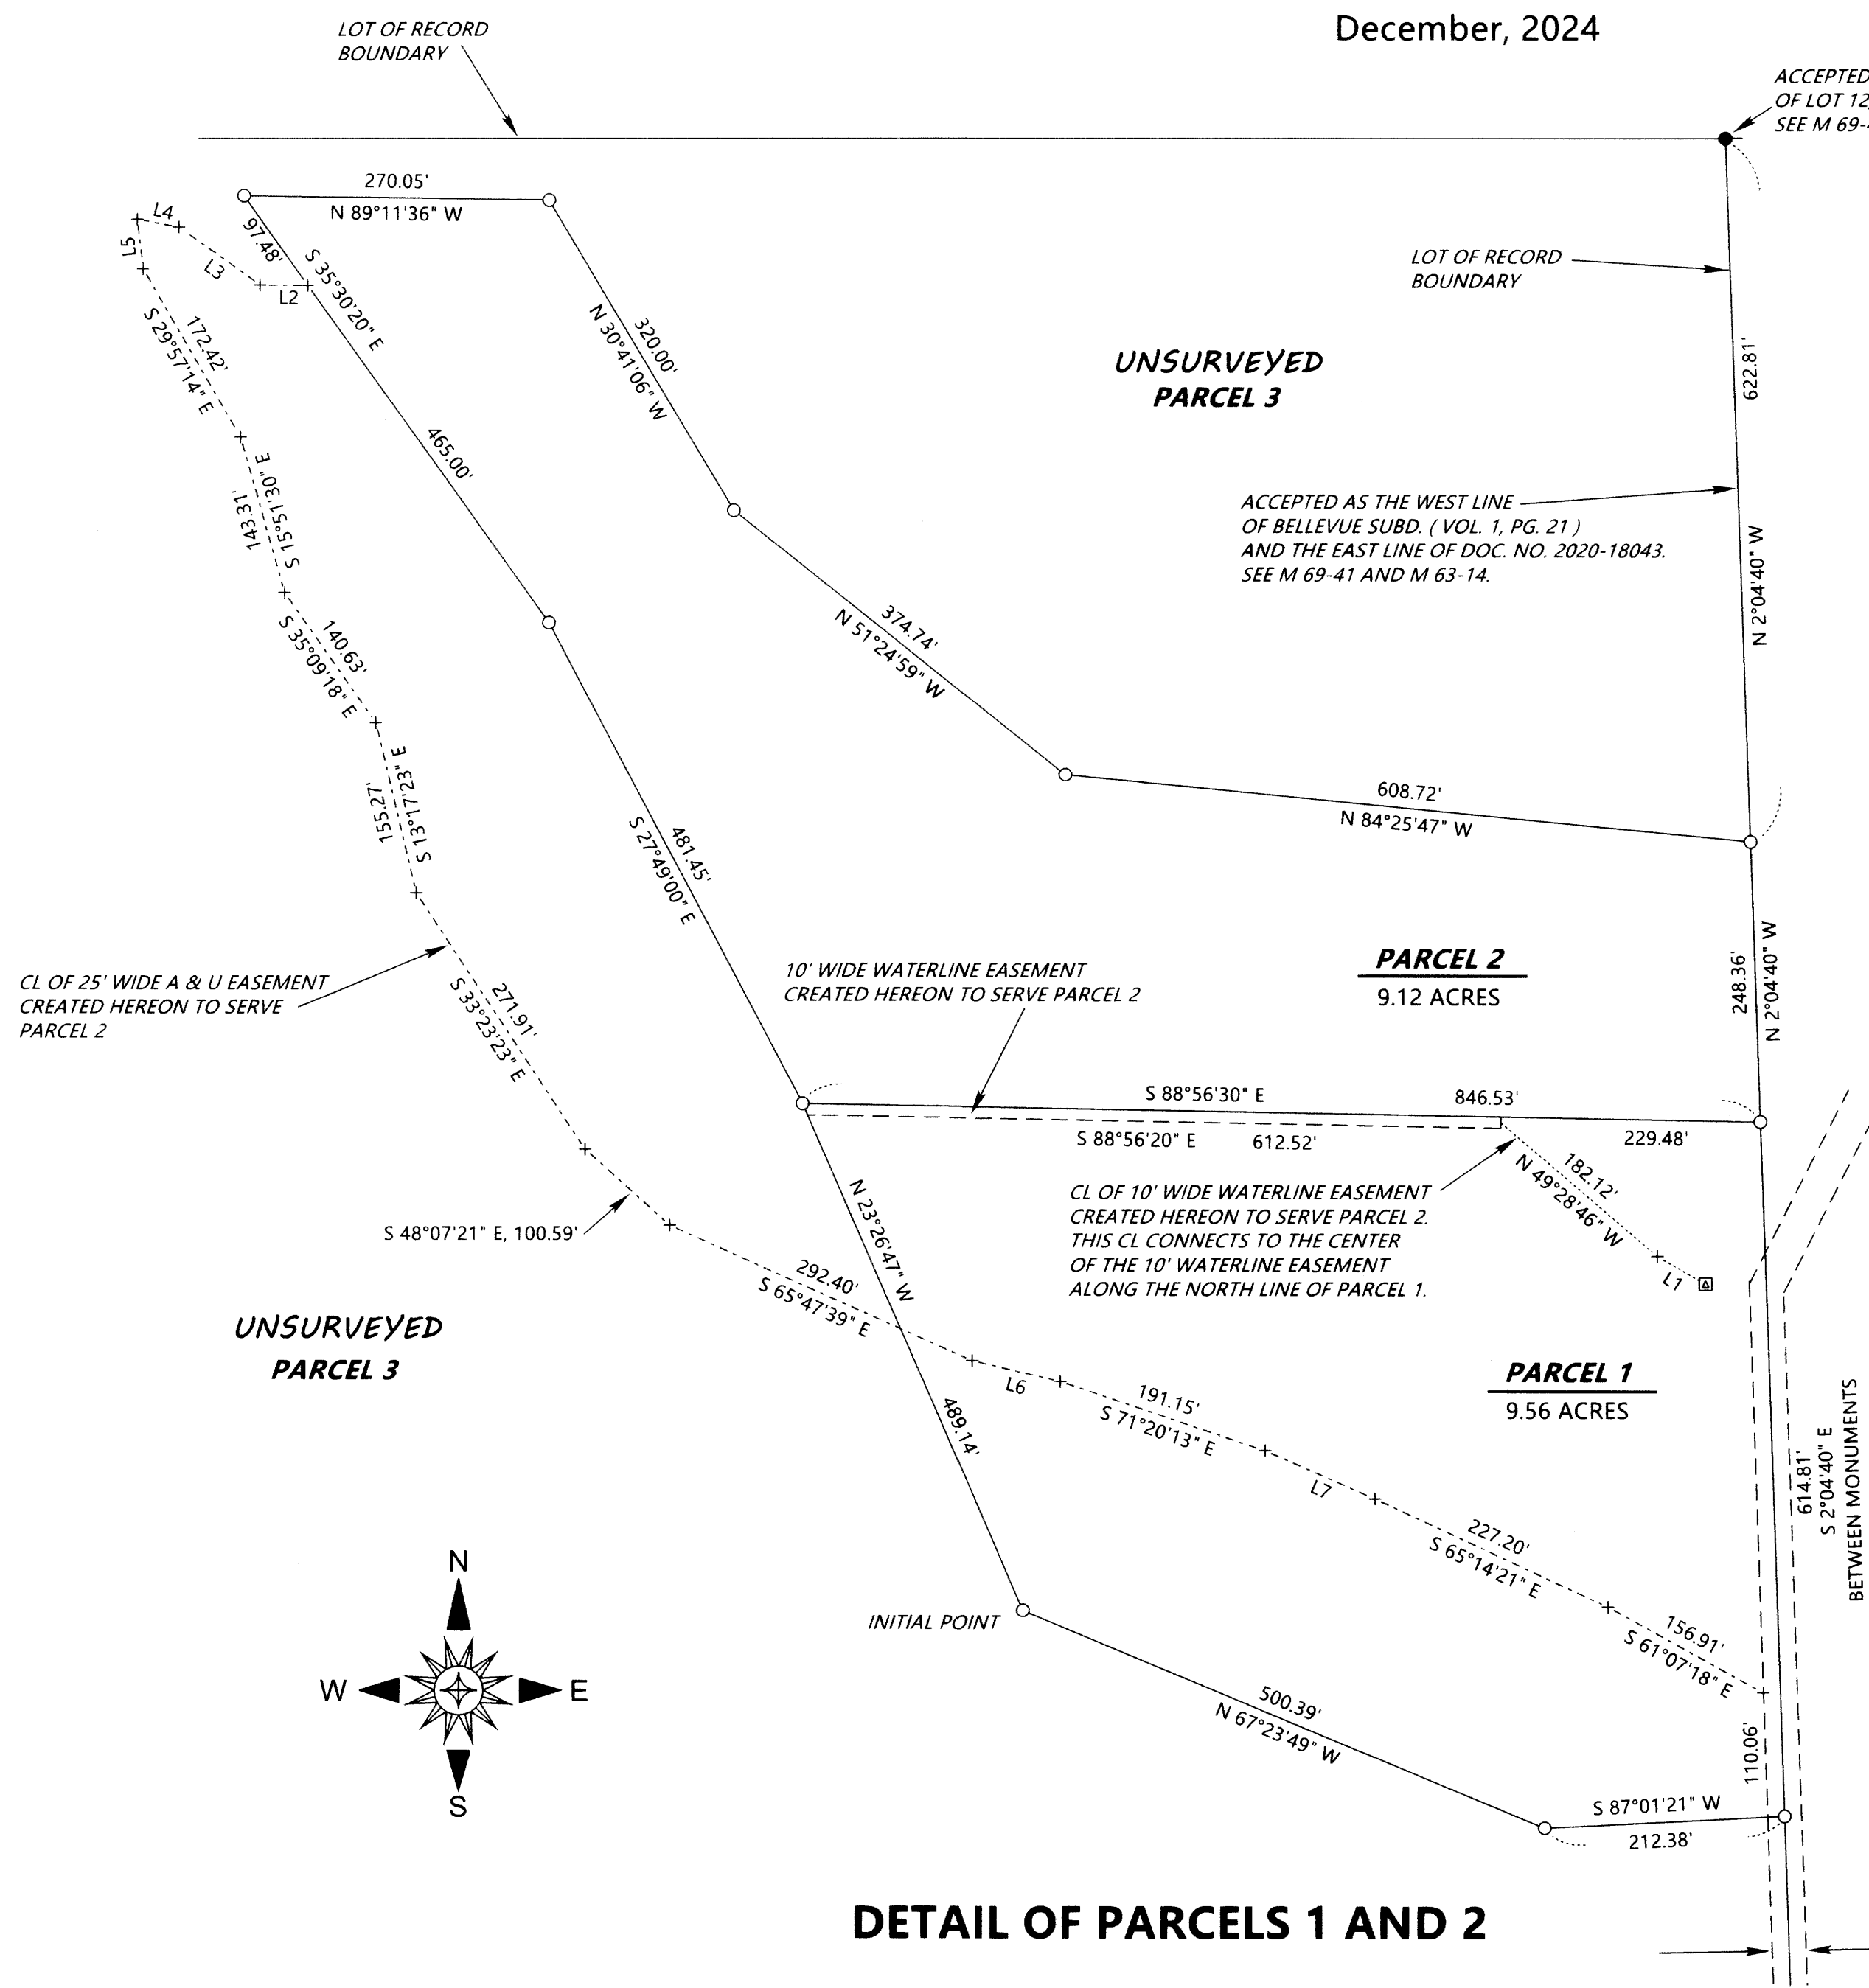 December, 2024
LOT OF RECORD
BOUNDARY
ACCEPTED
OF LOT 12,
SEE M 69-4
270.05'
N 89°11'36" W
L4
L5
L3
L2
97.48'
S 35°30'20" E
465.00'
172.42'
S 29°57'14" E
320.00'
N 30°41'06" W
LOT OF RECORD
BOUNDARY
622.81'
N 2°04'40" W
UNSURVEYED
PARCEL 3
ACCEPTED AS THE WEST LINE
OF BELLEVUE SUBD. ( VOL. 1, PG. 21 )
AND THE EAST LINE OF DOC. NO. 2020-18043.
SEE M 69-41 AND M 63-14.
143.31'
S 15°51'30" E
140.63'
S 35°09'18" E
374.74'
N 51°24'59" W
155.27'
S 13°17'23" E
481.45'
S 27°49'00" E
608.72'
N 84°25'47" W
CL OF 25' WIDE A & U EASEMENT
CREATED HEREON TO SERVE
PARCEL 2
271.91'
S 33°23'23" E
10' WIDE WATERLINE EASEMENT
CREATED HEREON TO SERVE PARCEL 2
PARCEL 2
9.12 ACRES
248.36'
N 2°04'40" W
S 88°56'30" E
846.53'
S 88°56'20" E
612.52'
229.48'
182.12'
N 49°28'46" W
L1
CL OF 10' WIDE WATERLINE EASEMENT
CREATED HEREON TO SERVE PARCEL 2.
THIS CL CONNECTS TO THE CENTER
OF THE 10' WATERLINE EASEMENT
ALONG THE NORTH LINE OF PARCEL 1.
S 48°07'21" E, 100.59'
292.40'
S 65°47'39" E
N 23°26'47" W
489.14'
UNSURVEYED
PARCEL 3
L6
191.15'
S 71°20'13" E
L7
PARCEL 1
9.56 ACRES
614.81'
S 2°04'40" E
BETWEEN MONUMENTS
227.20'
S 65°14'21" E
156.91'
S 61°07'18" E
110.06'
INITIAL POINT
500.39'
N 67°23'49" W
S 87°01'21" W
212.38'
N
W
E
S
DETAIL OF PARCELS 1 AND 2